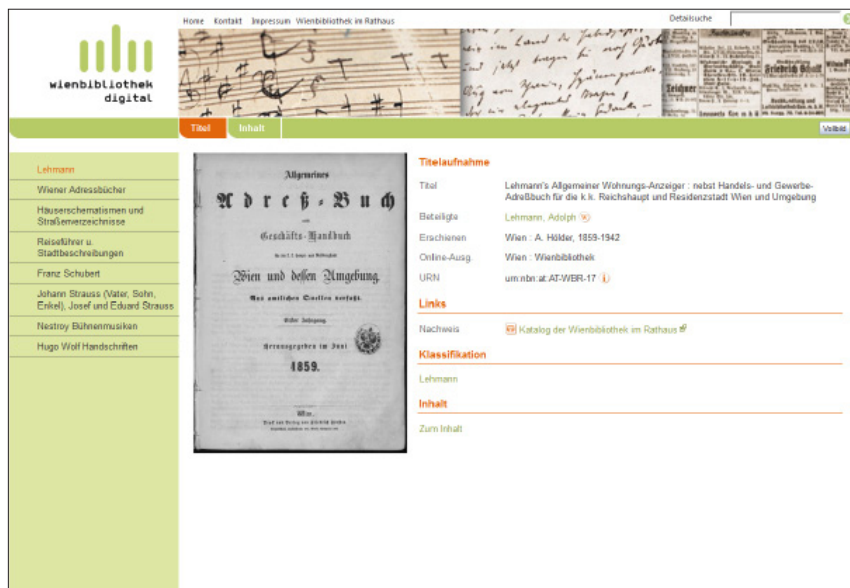 Home Kontakt Impressum Wienbibliothek im Rathaus
Detailsuche
wienbibliothek
digital
Titel Inhalt
Vollbild
Lehmann
Wiener Adressbücher
Häuserschematismen und
Straßenverzeichnisse
Reiseführer u.
Stadtbeschreibungen
Franz Schubert
Johann Strauss (Vater, Sohn,
Enkel), Josef und Eduard Strauss
Nestroy Bühnenmusiken
Hugo Wolf Handschriften
Allgemeines
Adreß-Buch
Geschäfts-Handbuch
Wien und dessen Umgebung.
Aus amtlichen Quellen verfaßt.
Erster Jahrgang.
Herausgegeben im Juni
1859.
Wien.
Titelaufnahme
Titel Lehmann's Allgemeiner Wohnungs-Anzeiger : nebst Handels- und Gewerbe-
Adreßbuch für die k.k. Reichshaupt und Residenzstadt Wien und Umgebung
Beteiligte Lehmann, Adolph
Erschienen Wien : A. Hölder, 1859-1942
Online-Ausg. Wien : Wienbibliothek
URN urn:nbn:at:AT-WBR-17
Links
Nachweis Katalog der Wienbibliothek im Rathaus
Klassifikation
Lehmann
Inhalt
Zum Inhalt